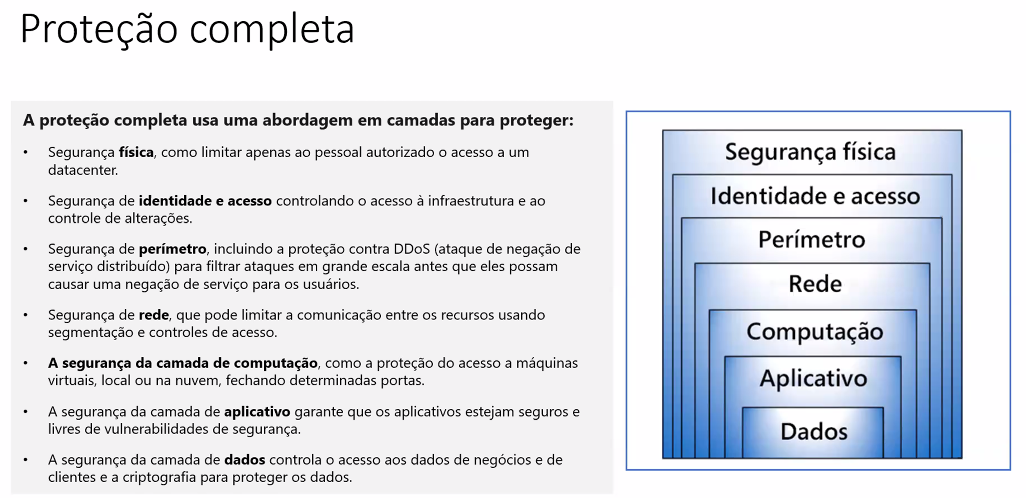 Proteção completa
A proteção completa usa uma abordagem em camadas para proteger:
• Segurança física, como limitar apenas ao pessoal autorizado o acesso a um
datacenter.
• Segurança de identidade e acesso controlando o acesso à infraestrutura e ao
controle de alterações.
• Segurança de perímetro, incluindo a proteção contra DDoS (ataque de negação de
serviço distribuído) para filtrar ataques em grande escala antes que eles possam
causar uma negação de serviço para os usuários.
• Segurança de rede, que pode limitar a comunicação entre os recursos usando
segmentação e controles de acesso.
• A segurança da camada de computação, como a proteção do acesso a máquinas
virtuais, local ou na nuvem, fechando determinadas portas.
• A segurança da camada de aplicativo garante que os aplicativos estejam seguros e
livres de vulnerabilidades de segurança.
• A segurança da camada de dados controla o acesso aos dados de negócios e de
clientes e a criptografia para proteger os dados.
Segurança física
Identidade e acesso
Perímetro
Rede
Computação
Aplicativo
Dados